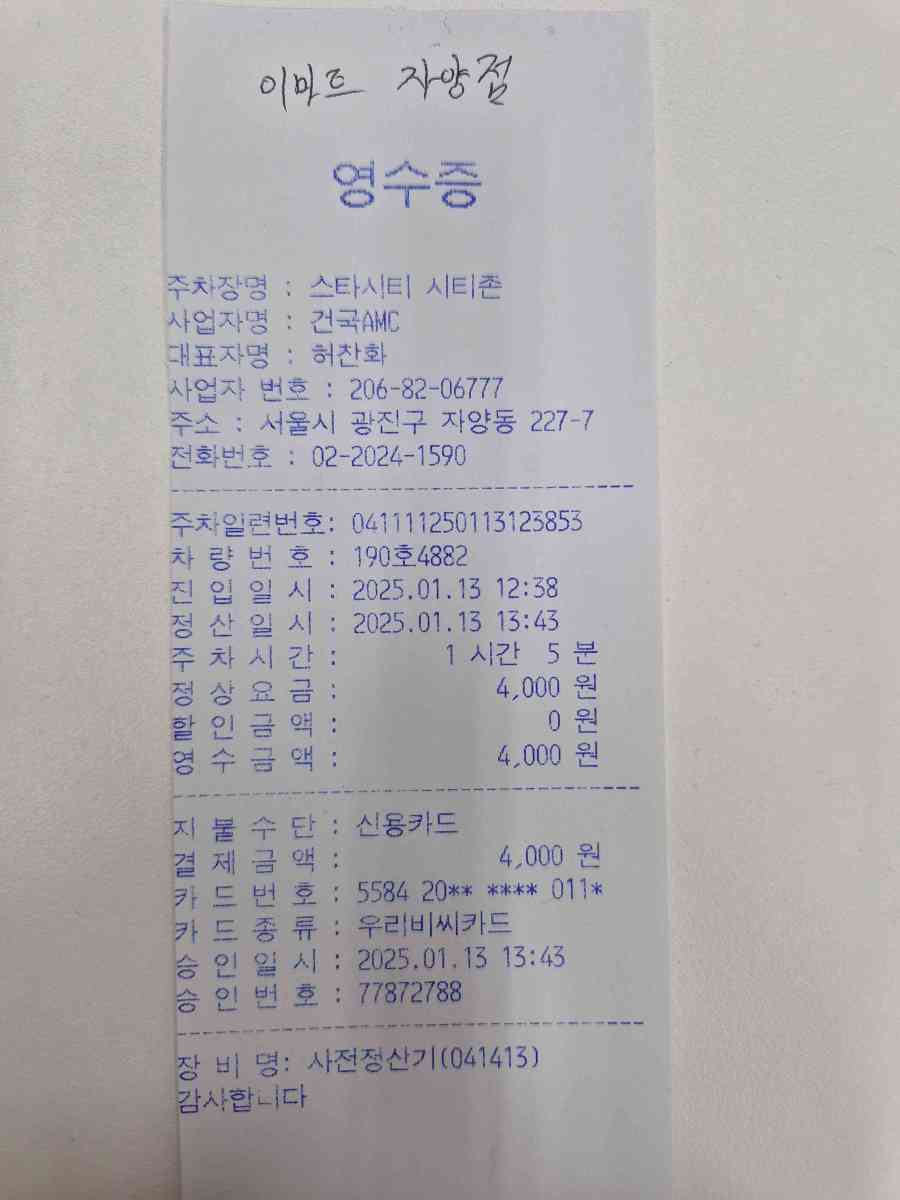 이마트 자양점
영수증
주차장명 : 스타시티 시티존
사업자명 : 건국AMC
대표자명 : 허찬화
사업자 번호 : 206-82-06777
주소 : 서울시 광진구 자양동 227-7
전화번호 : 02-2024-1590
주차일련번호: 041111250113123853
차 량 번 호 : 190호4882
진 입 일 시 : 2025.01.13 12:38
정 산 일 시 : 2025.01.13 13:43
주 차 시 간 : 1 시간 5 분
정 상 요 금 : 4,000 원
할 인 금 액 : 0 원
영 수 금 액 : 4,000 원
지 불 수 단 : 신용카드
결 제 금 액 : 4,000 원
카 드 번 호 : 5584 20** **** 011*
카 드 종 류 : 우리비씨카드
승 인 일 시 : 2025.01.13 13:43
승 인 번 호 : 77872788
장 비 명: 사전정산기(041413)
감사합니다